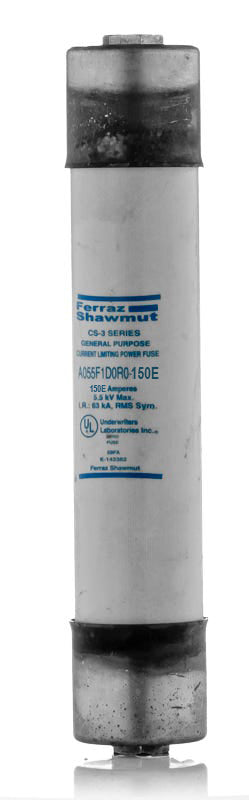 Ferraz
Shawmut
CS-3 SERIES
GENERAL PURPOSE
CURRENT LIMITING POWER FUSE
A055F1D0R0-150E
150E Amperes
5.5 kV Max.
I.R.: 63 kA, RMS Sym.
UL
Underwriters
Laboratories Inc.
FUSE
E-143362
Ferraz Shawmut